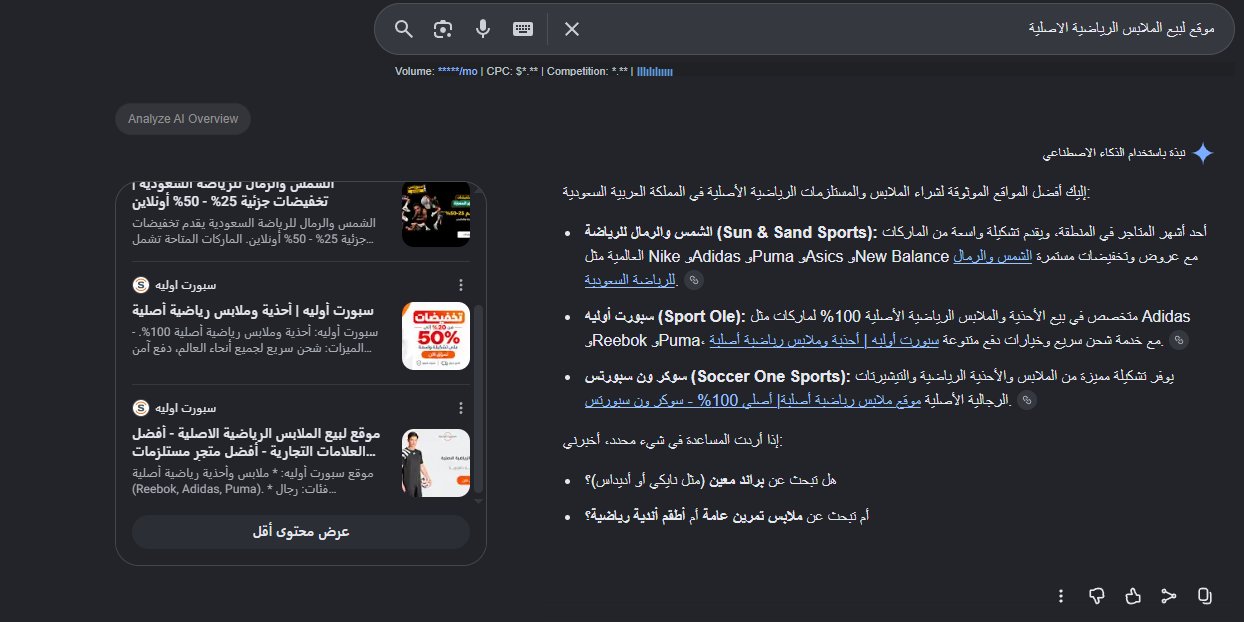 موقع لبيع الملابس الرياضية الاصلية
Volume: *****/mo | CPC: $*.** | Competition: *.** |
Analyze AI Overview
نبذة باستخدام الذكاء الاصطناعي
إليك أفضل المواقع الموثوقة لشراء الملابس والمستلزمات الرياضية الأصلية في المملكة العربية السعودية:
الشمس والرمال للرياضة (Sun & Sand Sports): أحد أشهر المتاجر في المنطقة، ويقدم تشكيلة واسعة من الماركات
العالمية مثل Nike وAdidas وPuma وAsics وNew Balance مع عروض وتخفيضات مستمرة الشمس والرمال
للرياضة السعودية.
سبورت أوليه (Sport Ole): متخصص في بيع الأحذية والملابس الرياضية الأصلية 100% لماركات مثل Adidas
وReebok وPuma، مع خدمة شحن سريع وخيارات دفع متنوعة سبورت أوليه | أحذية وملابس رياضية أصلية.
سوكر ون سبورتس (Soccer One Sports): يوفر تشكيلة مميزة من الملابس والأحذية الرياضية والتيشيرتات
الرجالية الأصلية موقع ملابس رياضية أصلية| أصلي 100% - سوكر ون سبورتس.
إذا أردت المساعدة في شيء محدد، أخبرني:
هل تبحث عن براند معين (مثل نايكي أو أديداس)؟
أم تبحث عن ملابس تمرين عامة أم أطقم أندية رياضية؟
الشمس والرمال للرياضة السعودية |
تخفيضات جزئية 25% - 50% أونلاين
الشمس والرمال للرياضة السعودية يقدم تخفيضات
جزئية 25% - 50% أونلاين. الماركات المتاحة تشمل...
سبورت اوليه
سبورت أوليه | أحذية وملابس رياضية أصلية
سبورت أوليه: أحذية وملابس رياضية أصلية 100%. -
الميزات: شحن سريع لجميع أنحاء العالم، دفع آمن...
تخفيضات
50%
سبورت اوليه
موقع لبيع الملابس الرياضية الاصلية - أفضل
العلامات التجارية - أفضل متجر مستلزمات...
موقع سبورت أوليه: * ملابس وأحذية رياضية أصلية
(Reebok, Adidas, Puma). * فئات: رجال...
عرض محتوى أقل